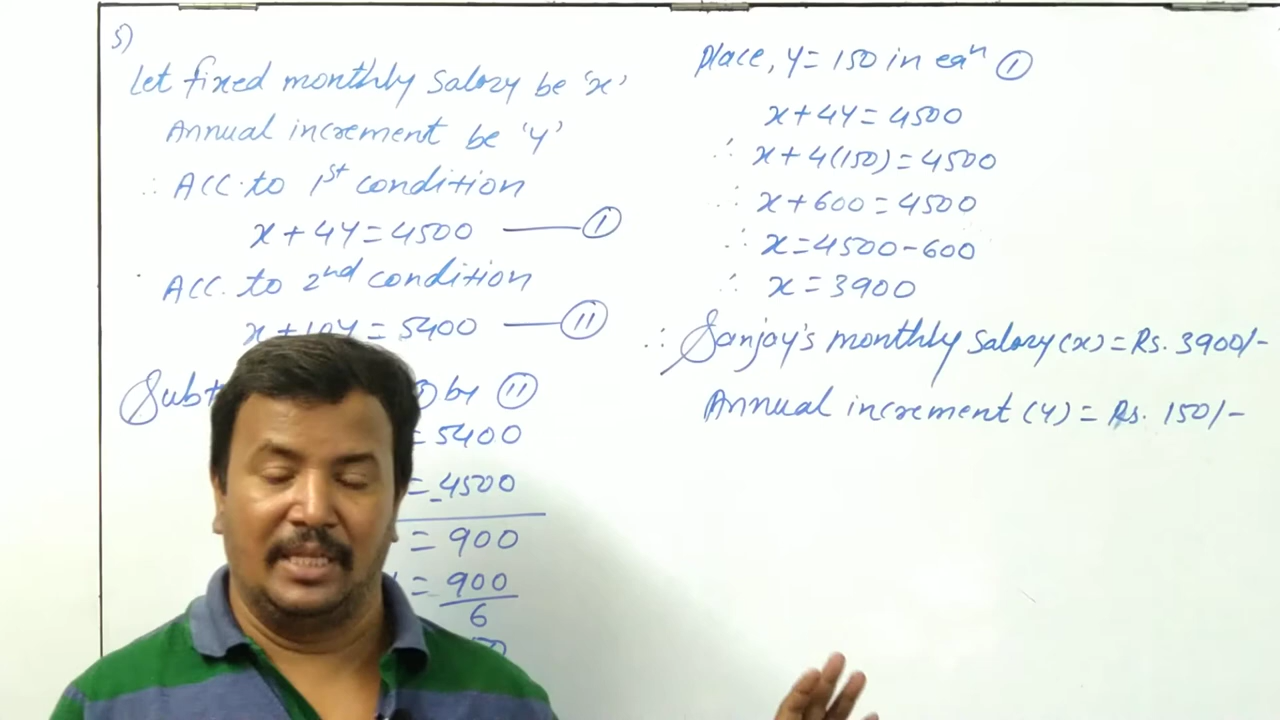 5)
Let fixed monthly salary be 'x'
Annual increment be 'y'
∴ Acc. to 1st condition
x + 4y = 4500 —— I
Acc. to 2nd condition
x + 10y = 5400 —— II
by II
= 5400
= -4500
= 900
= 900/6
Place, y = 150 in eqn I
x + 4y = 4500
∴ x + 4(150) = 4500
∴ x + 600 = 4500
∴ x = 4500 - 600
∴ x = 3900
∴ Sanjay's monthly salary (x) = Rs. 3900/-
Annual increment (y) = Rs. 150/-